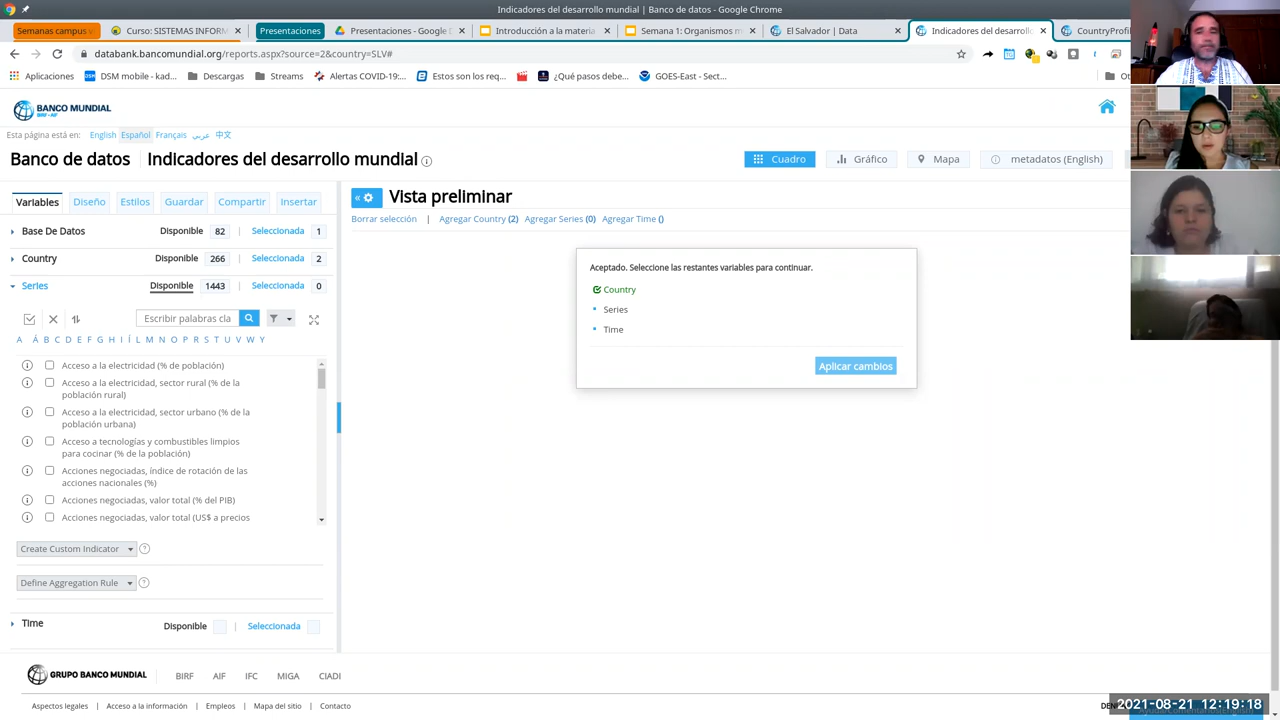 Indicadores del desarrollo mundial | Banco de datos - Google Chrome
Semanas campus v
Curso: SISTEMAS INFORM
Presentaciones
Presentaciones - Google D
Introducción a la materia
Semana 1: Organismos m
El Salvador | Data
Indicadores del desarroll
CountryProfil
databank.bancomundial.org/reports.aspx?source=2&country=SLV#
Aplicaciones
DSM mobile - kad...
Descargas
Streams
Alertas COVID-19:...
Estos son los req...
¿Qué pasos debe...
GOES-East - Sect...
BANCO MUNDIAL
BIRF - AIF
Esta página está en: English Español Français عربي 中文
Banco de datos
Indicadores del desarrollo mundial
Cuadro
Gráfico
Mapa
metadatos (English)
Variables
Diseño
Estilos
Guardar
Compartir
Insertar
Vista preliminar
Borrar selección | Agregar Country (2) Agregar Series (0) Agregar Time ()
Base De Datos Disponible 82 | Seleccionada 1
Country Disponible 266 | Seleccionada 2
Series Disponible 1443 | Seleccionada 0
Escribir palabras cla
A Á B C D E F G H I Í L M N O P R S T U V W Y
Acceso a la electricidad (% de población)
Acceso a la electricidad, sector rural (% de la
población rural)
Acceso a la electricidad, sector urbano (% de la
población urbana)
Acceso a tecnologías y combustibles limpios
para cocinar (% de la población)
Acciones negociadas, índice de rotación de las
acciones nacionales (%)
Acciones negociadas, valor total (% del PIB)
Acciones negociadas, valor total (US$ a precios
Create Custom Indicator
Define Aggregation Rule
Time Disponible | Seleccionada
Aceptado. Seleccione las restantes variables para continuar.
Country
Series
Time
Aplicar cambios
GRUPO BANCO MUNDIAL
BIRF
AIF
IFC
MIGA
CIADI
Aspectos legales | Acceso a la información | Empleos | Mapa del sitio | Contacto
2021-08-21 12:19:18